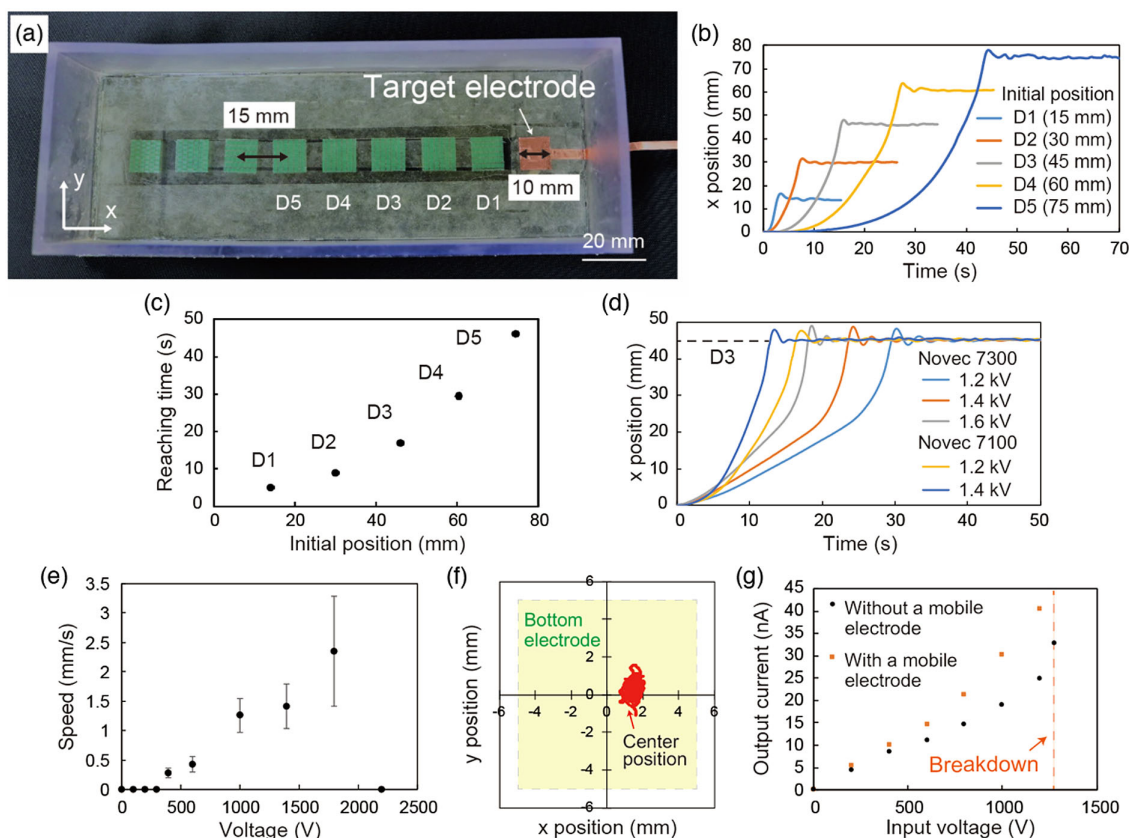 (a)
15 mm
Target electrode
10 mm
D5 D4 D3 D2 D1
y
x
20 mm
(b)
x position (mm)
80
70
60
50
40
30
20
10
0
0 10 20 30 40 50 60 70
Time (s)
Initial position
D1 (15 mm)
D2 (30 mm)
D3 (45 mm)
D4 (60 mm)
D5 (75 mm)
(c)
Reaching time (s)
50
40
30
20
10
0
D5
D4
D3
D2
D1
0 20 40 60 80
Initial position (mm)
(d)
x position (mm)
50
40
30
20
10
0
D3
Novec 7300
1.2 kV
1.4 kV
1.6 kV
Novec 7100
1.2 kV
1.4 kV
0 10 20 30 40 50
Time (s)
(e)
Speed (mm/s)
3.5
3
2.5
2
1.5
1
0.5
0
0 500 1000 1500 2000 2500
Voltage (V)
(f)
y position (mm)
6
4
2
0
-2
-4
-6
-6 -4 -2 0 2 4 6
Bottom
electrode
Center
position
x position (mm)
(g)
Output current (nA)
45
40
35
30
25
20
15
10
5
0
Without a mobile
electrode
With a mobile
electrode
Breakdown
0 500 1000 1500
Input voltage (V)